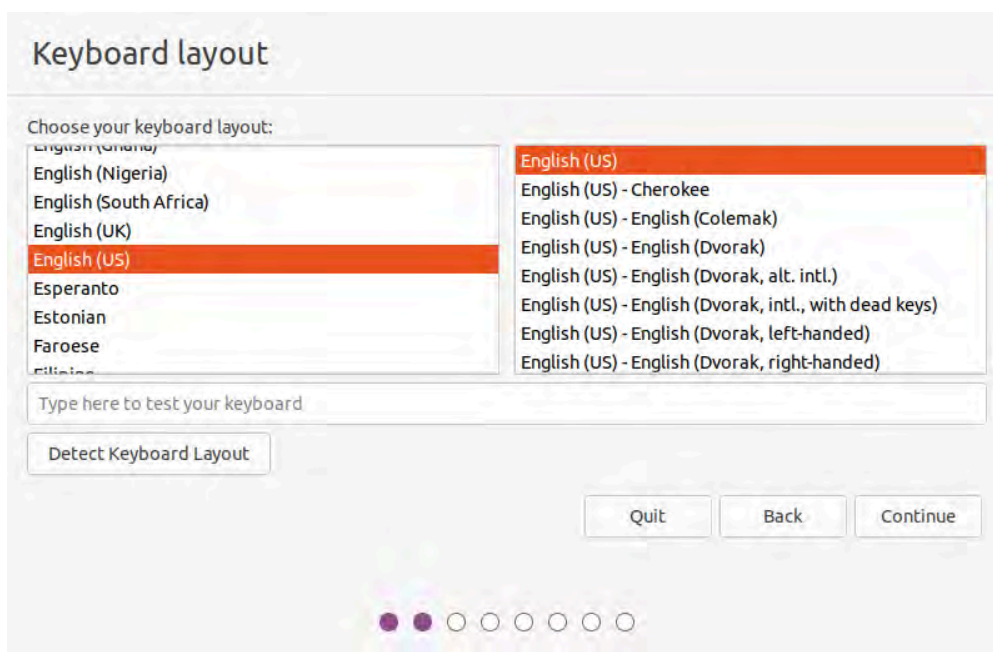 Keyboard layout
Choose your keyboard layout:
English (Ghana)
English (Nigeria)
English (South Africa)
English (UK)
English (US)
Esperanto
Estonian
Faroese
Filipino
English (US)
English (US) - Cherokee
English (US) - English (Colemak)
English (US) - English (Dvorak)
English (US) - English (Dvorak, alt. intl.)
English (US) - English (Dvorak, intl., with dead keys)
English (US) - English (Dvorak, left-handed)
English (US) - English (Dvorak, right-handed)
Type here to test your keyboard
Detect Keyboard Layout
Quit
Back
Continue